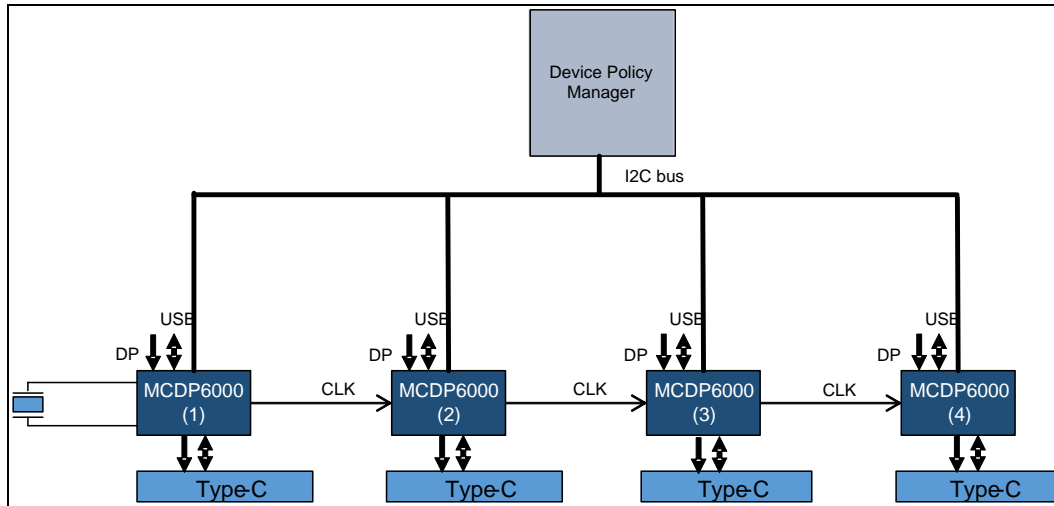 Device Policy
Manager
I2C bus
USB
USB
USB
USB
DP
DP
DP
DP
MCDP6000
(1)
CLK
MCDP6000
(2)
CLK
MCDP6000
(3)
CLK
MCDP6000
(4)
Type-C
Type-C
Type-C
Type-C